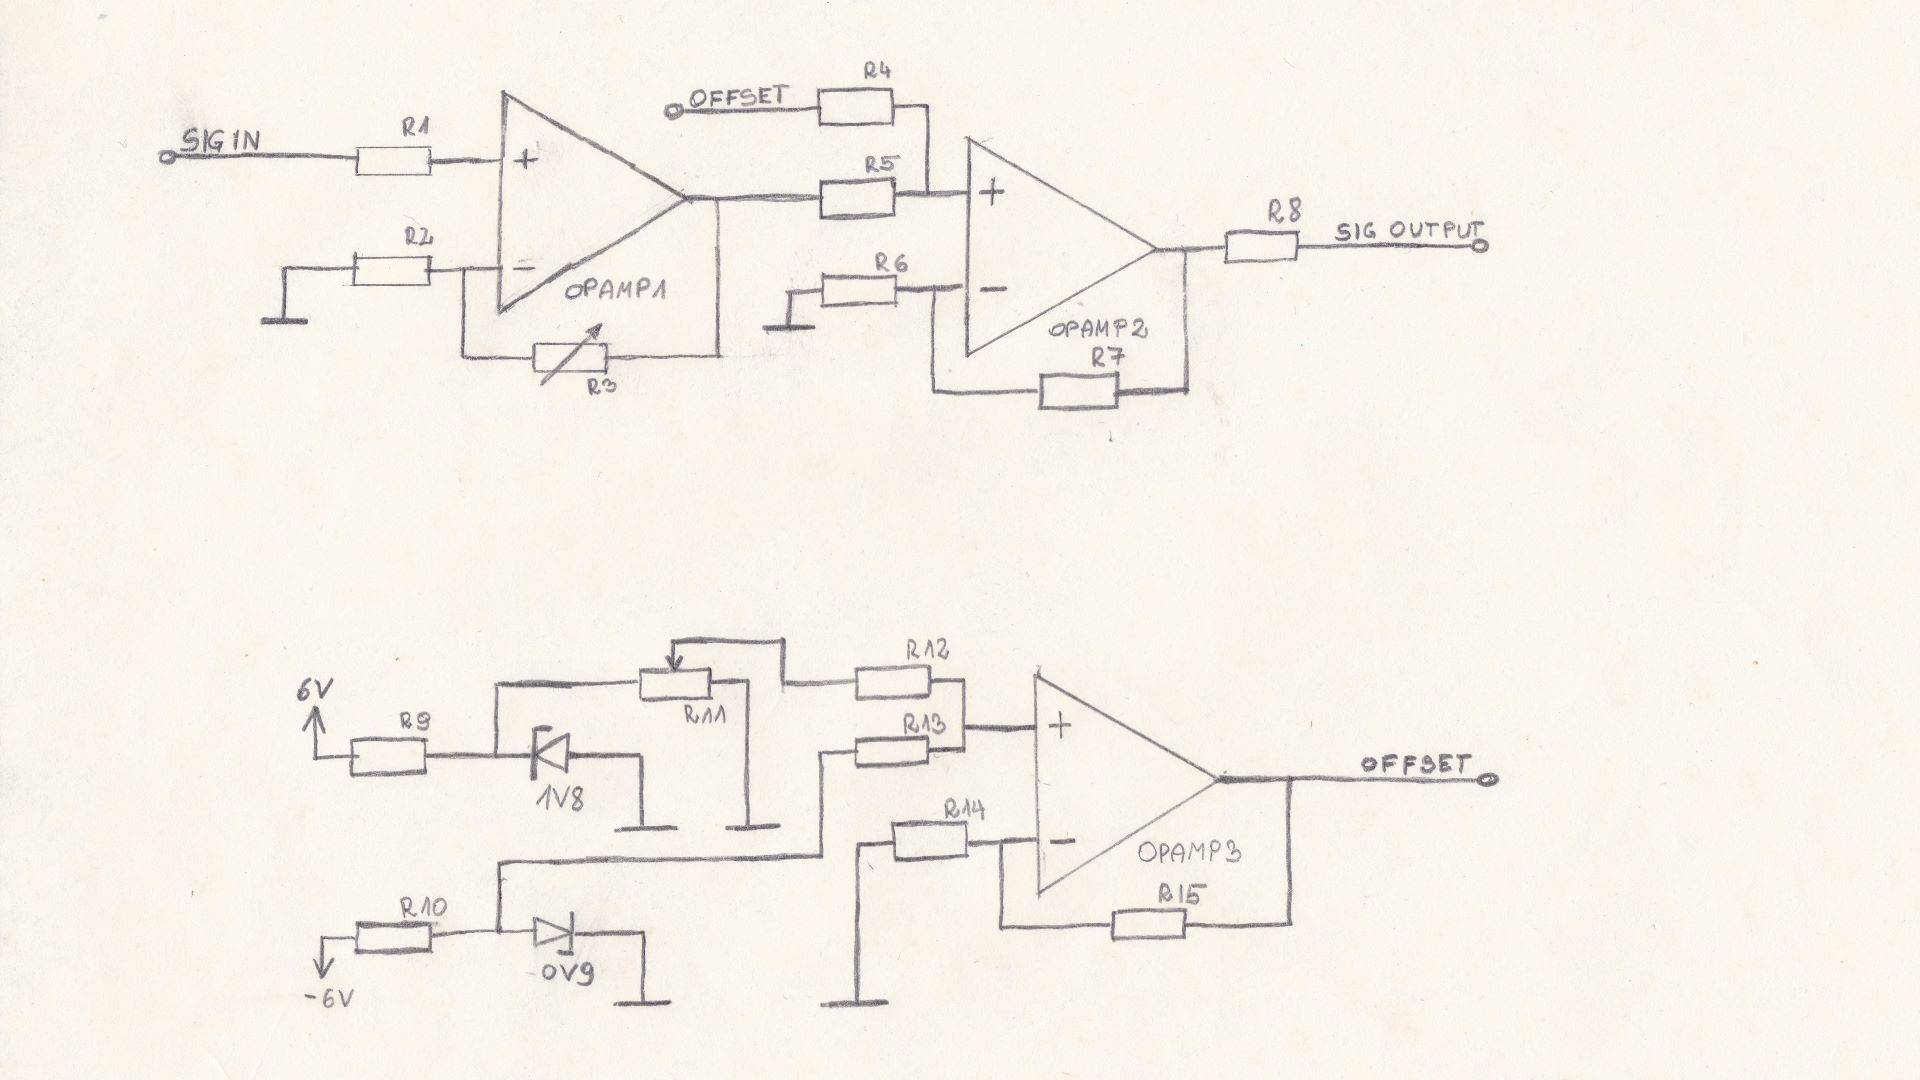 SIG IN
R1
+
R2
-
OPAMP1
R3
OFFSET
R4
R5
R6
+
-
OPAMP2
R7
R8
SIG OUTPUT
6V
R9
1V8
R11
R12
R13
+
R14
-
OPAMP3
R15
OFFSET
R10
-6V
0V9